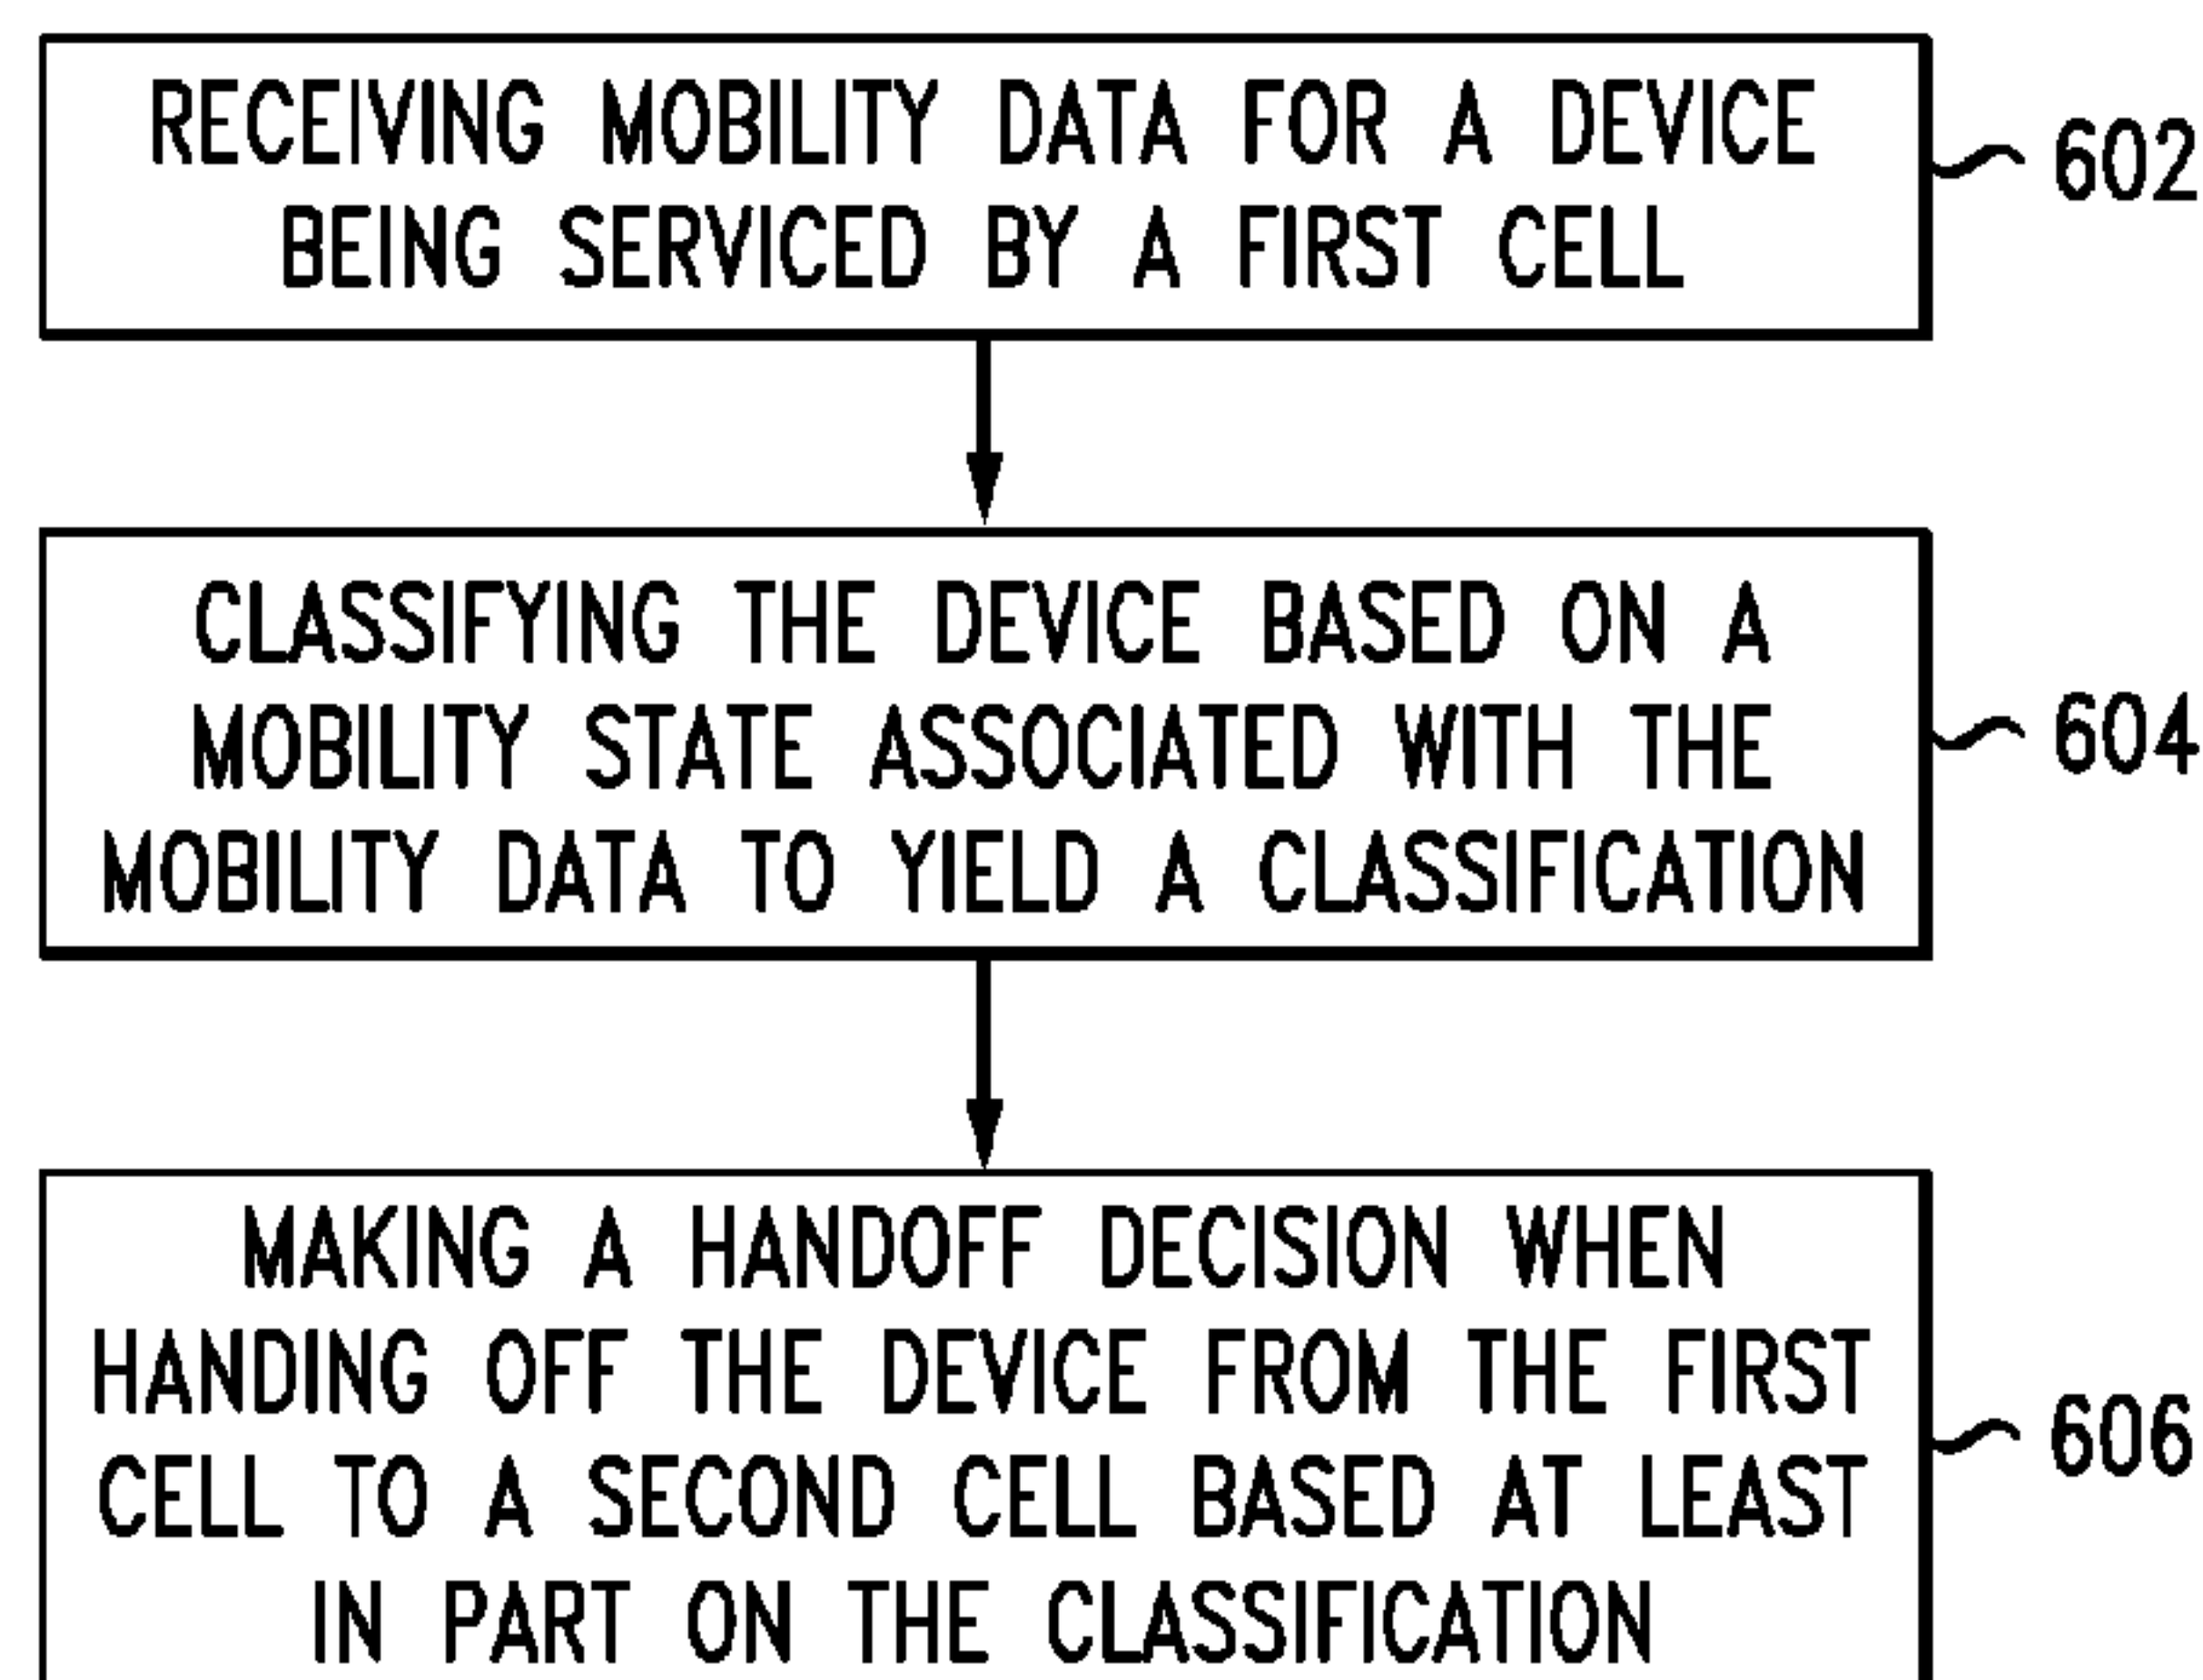 RECEIVING MOBILITY DATA FOR A DEVICE
BEING SERVICED BY A FIRST CELL
602
CLASSIFYING THE DEVICE BASED ON A
MOBILITY STATE ASSOCIATED WITH THE
MOBILITY DATA TO YIELD A CLASSIFICATION
604
MAKING A HANDOFF DECISION WHEN
HANDING OFF THE DEVICE FROM THE FIRST
CELL TO A SECOND CELL BASED AT LEAST
IN PART ON THE CLASSIFICATION
606